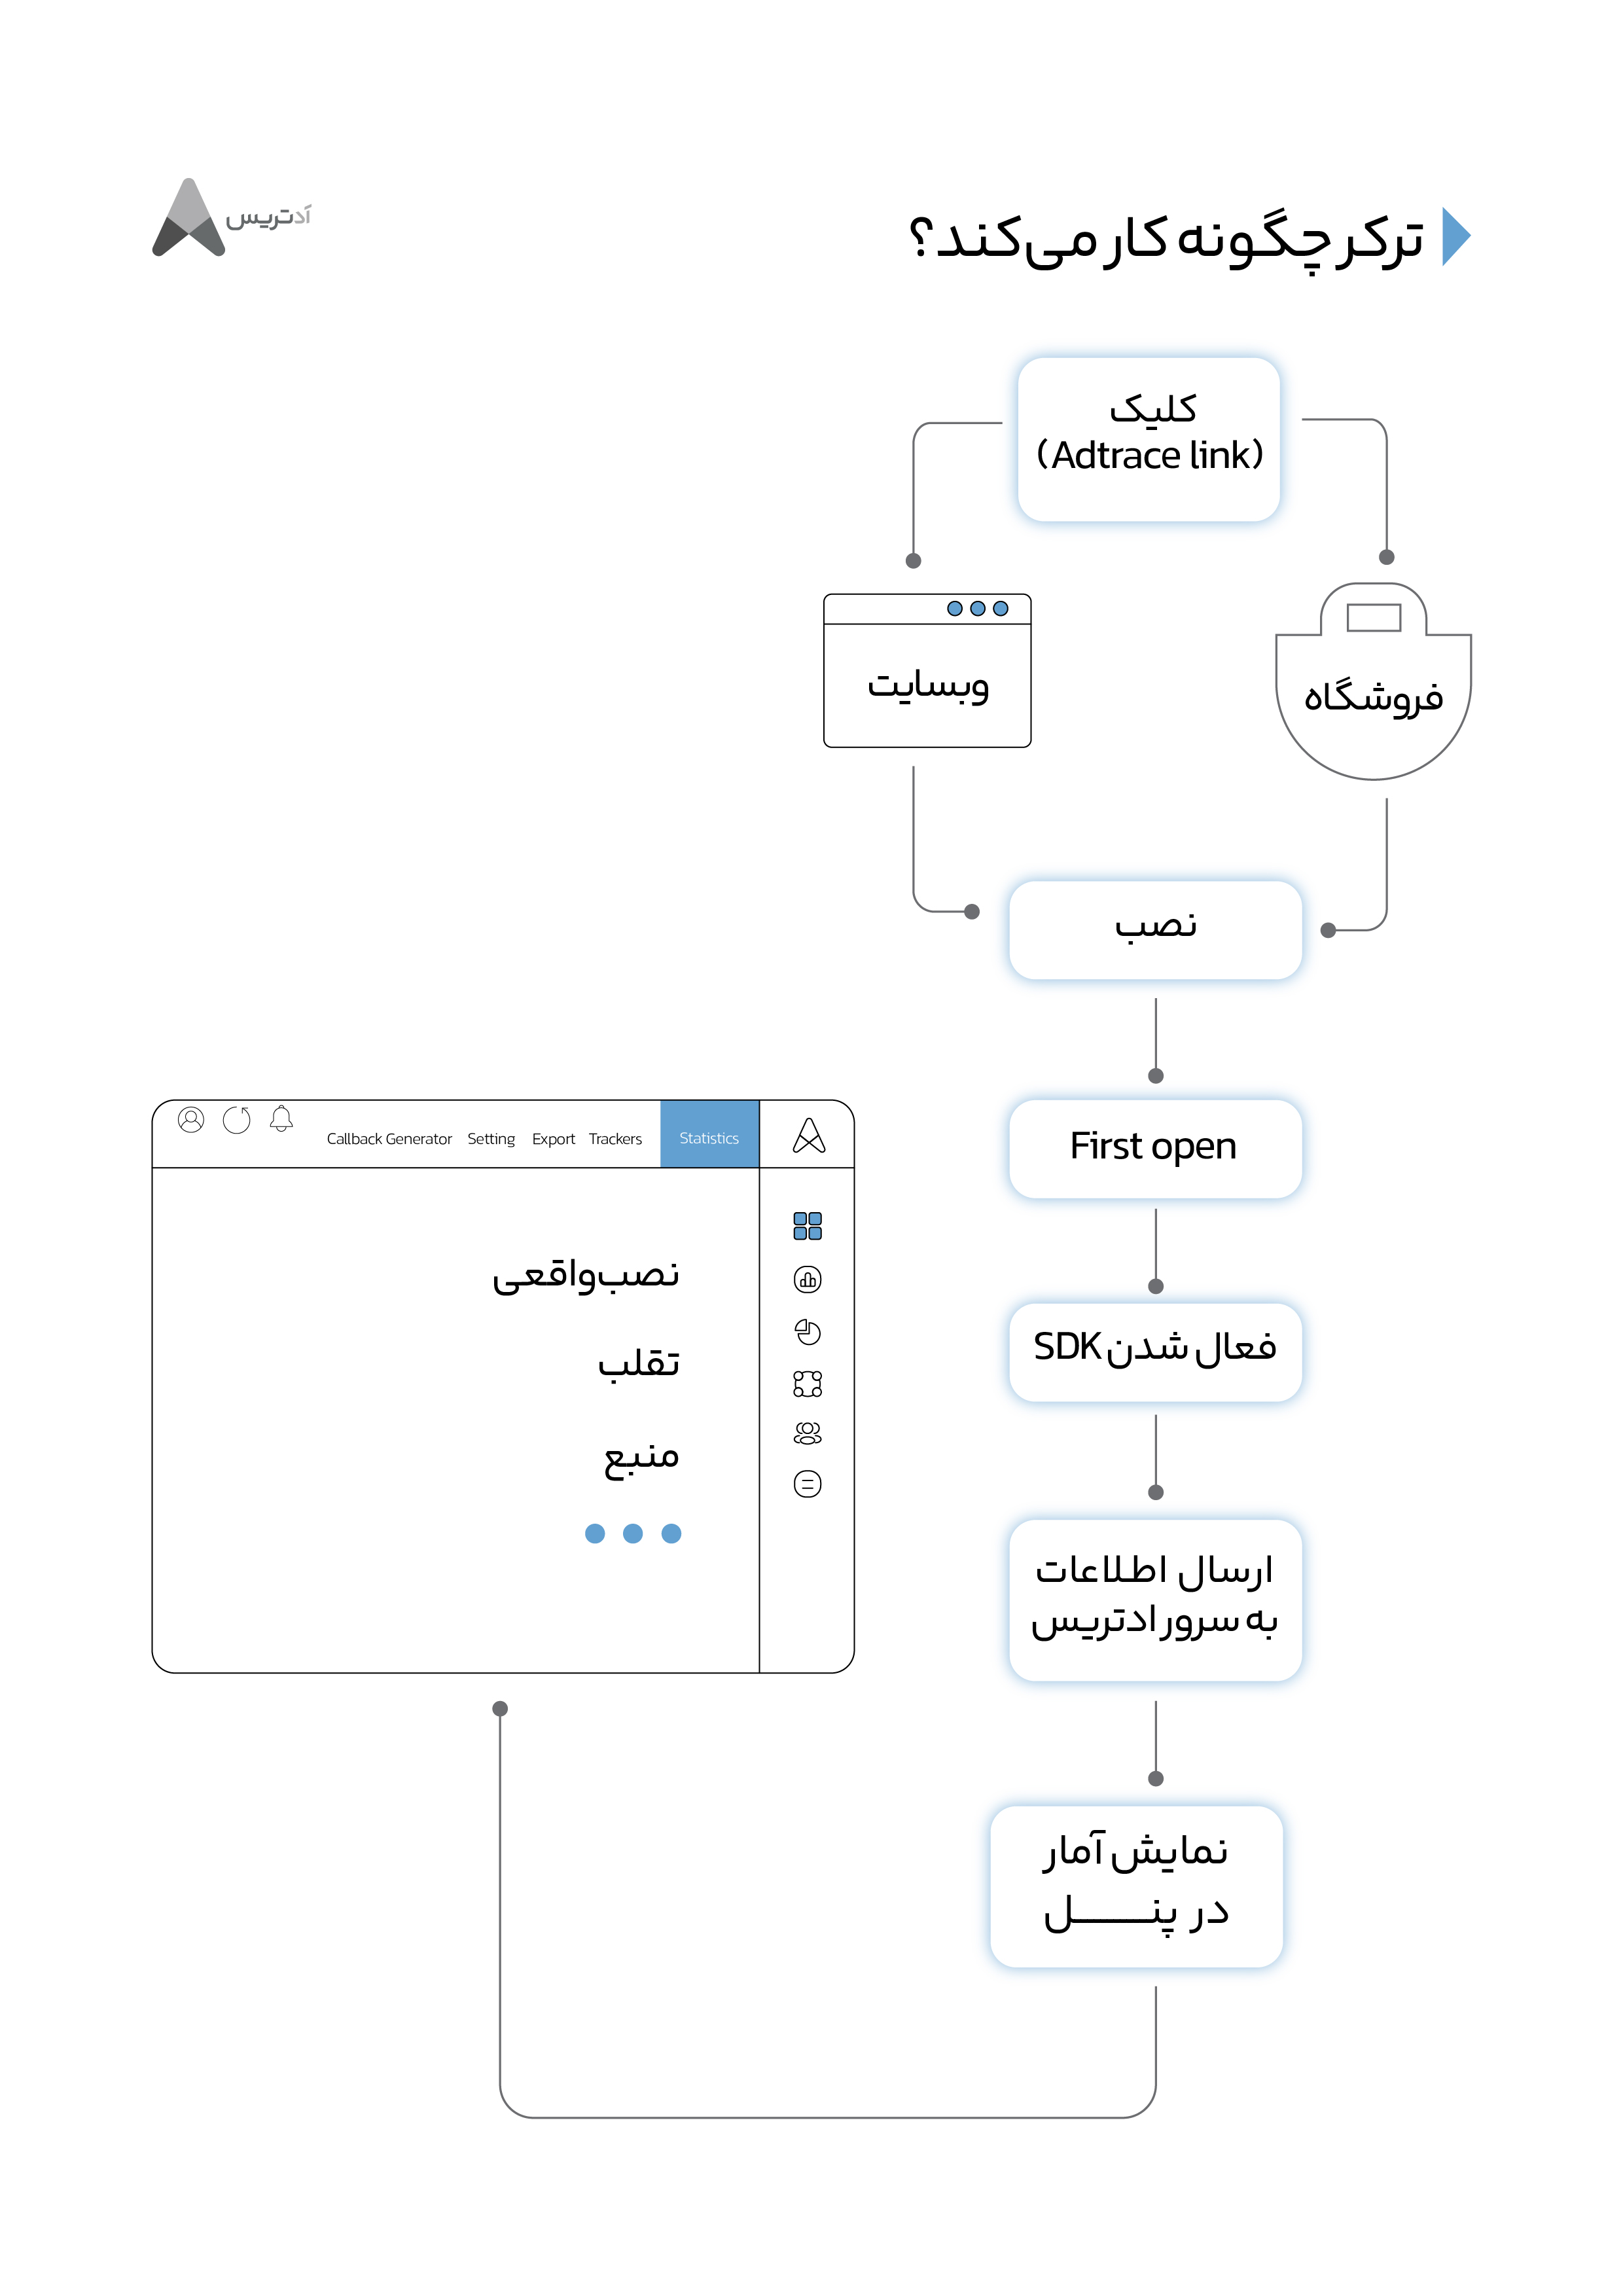 آدتریس
ترکر چگونه کار می‌کند؟
کلیک
(Adtrace link)
وبسایت
فروشگاه
نصب
First open
فعال شدن SDK
ارسال اطلاعات
به سرور ادتریس
نمایش آمار
در پنــــــل
Callback Generator Setting Export Trackers Statistics
نصب‌واقعی
تقلب
منبع